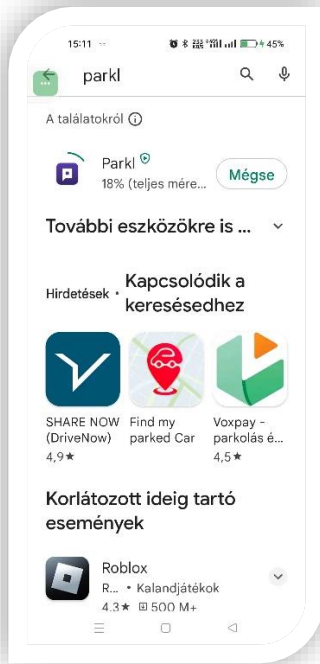 15:11 45%
parkl
A találatokról
Parkl
18% (teljes mére...
Mégse
További eszközökre is ...
Hirdetések •
Kapcsolódik a
keresésedhez
SHARE NOW
(DriveNow)
4,9★
Find my
parked Car
Voxpay -
parkolás é...
4,5★
Korlátozott ideig tartó
események
Roblox
R... • Kalandjátékok
4,3★ 500 M+